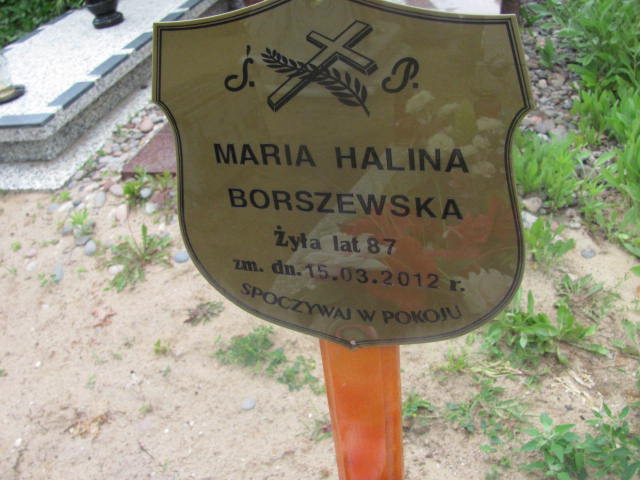 Ś. P.
MARIA HALINA
BORSZEWSKA
Żyła lat 87
zm. dn. 15.03.2012 r.
SPOCZYWAJ W POKOJU